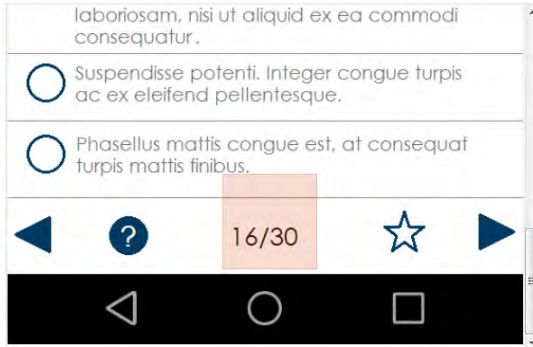 laboriosam, nisi ut aliquid ex ea commodi
consequatur.
Suspendisse potenti. Integer congue turpis
ac ex eleifend pellentesque.
Phasellus mattis congue est, at consequat
turpis mattis finibus.
? 16/30